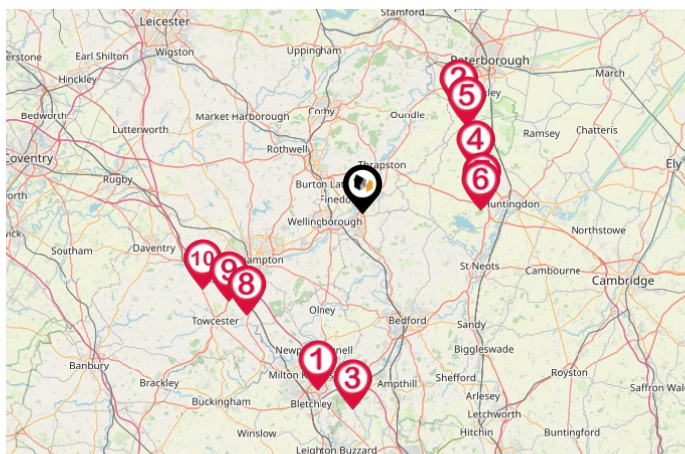 Stamford
Leicester
Uppingham
Earl Shilton
Wigston
Peterborough
March
Hinckley
2
5
Corby
Oundle
Market Harborough
Bedworth
Lutterworth
Ramsey
Chatteris
4
Rothwell
Coventry
Thrapston
Ely
Rugby
6
Huntingdon
Wellingborough
Northstowe
Daventry
Southam
10
9
8
St Neots
Cambourne
Cambridge
Olney
Towcester
Bedford
Sandy
Biggleswade
1
3
Banbury
Royston
Brackley
Ampthill
Shefford
Saffron Wald
Buckingham
Bletchley
Arlesey
Letchworth
Winslow
Hitchin
Buntingford
Leighton Buzzard